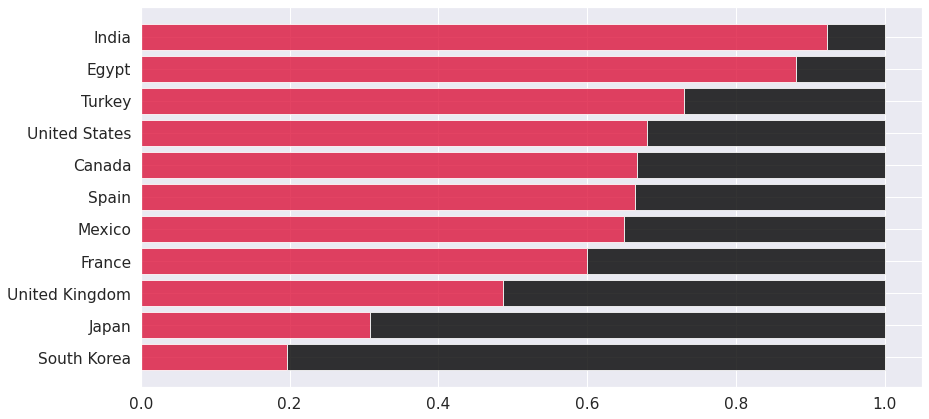 India
Egypt
Turkey
United States
Canada
Spain
Mexico
France
United Kingdom
Japan
South Korea
0.0 0.2 0.4 0.6 0.8 1.0